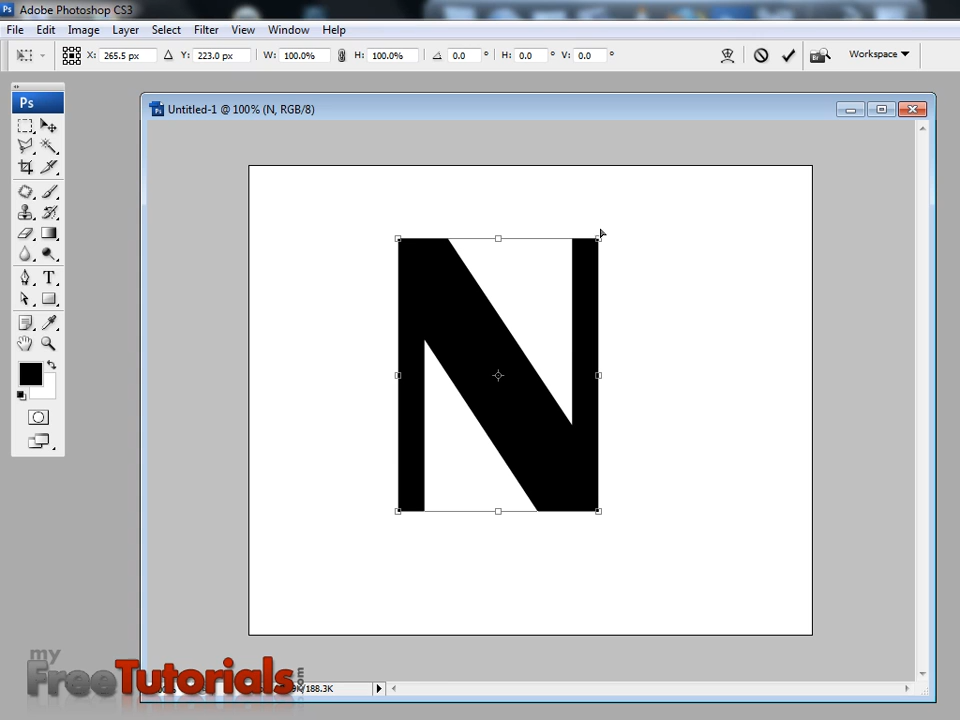 Adobe Photoshop CS3
File Edit Image Layer Select Filter View Window Help
X: 265.5 px Y: 223.0 px W: 100.0% H: 100.0% 0.0 ° H: 0.0 ° V: 0.0 ° Workspace
Ps
Untitled-1 @ 100% (N, RGB/8)
T
N
my
FreeTutorials
.com
/188.3K